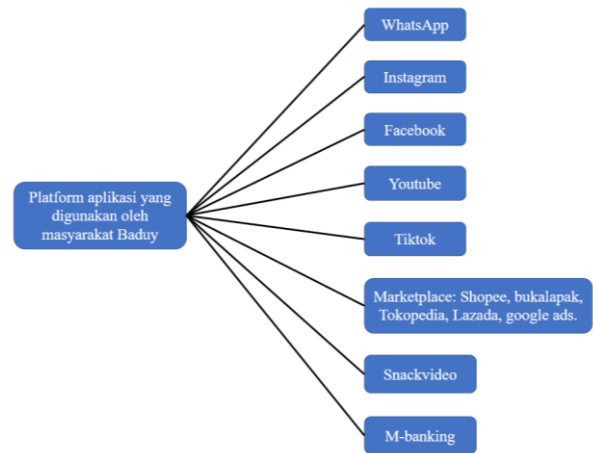 WhatsApp
Instagram
Facebook
Youtube
Platform aplikasi yang
digunakan oleh
masyarakat Baduy
Tiktok
Marketplace: Shopee, bukalapak,
Tokopedia, Lazada, google ads.
Snackvideo
M-banking